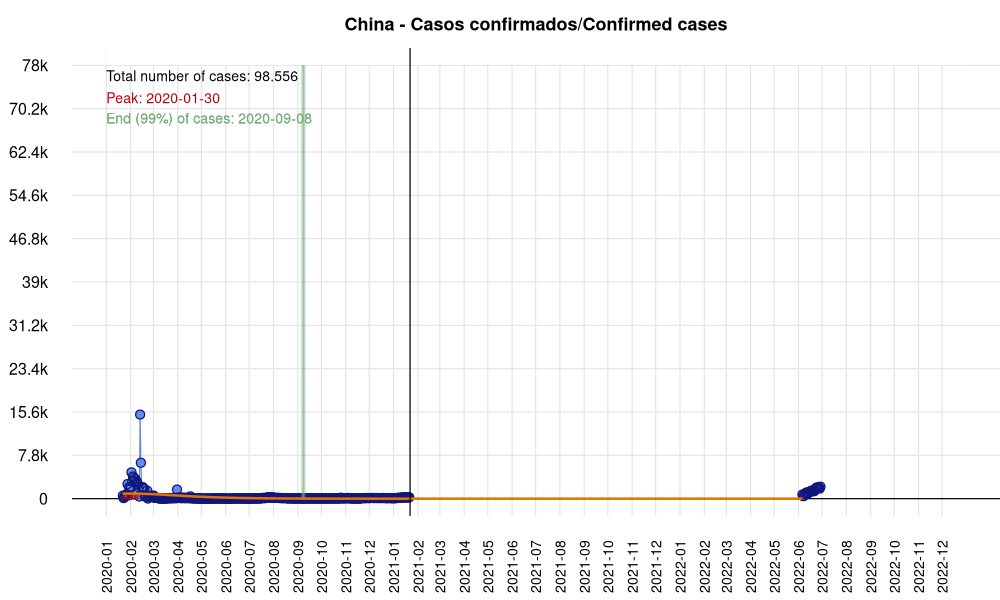 China - Casos confirmados/Confirmed cases
Total number of cases: 98.556
Peak: 2020-01-30
End (99%) of cases: 2020-09-08
78k
70.2k
62.4k
54.6k
46.8k
39k
31.2k
23.4k
15.6k
7.8k
0
2020-01
2020-02
2020-03
2020-04
2020-05
2020-06
2020-07
2020-08
2020-09
2020-10
2020-11
2020-12
2021-01
2021-02
2021-03
2021-04
2021-05
2021-06
2021-07
2021-08
2021-09
2021-10
2021-11
2021-12
2022-01
2022-02
2022-03
2022-04
2022-05
2022-06
2022-07
2022-08
2022-09
2022-10
2022-11
2022-12